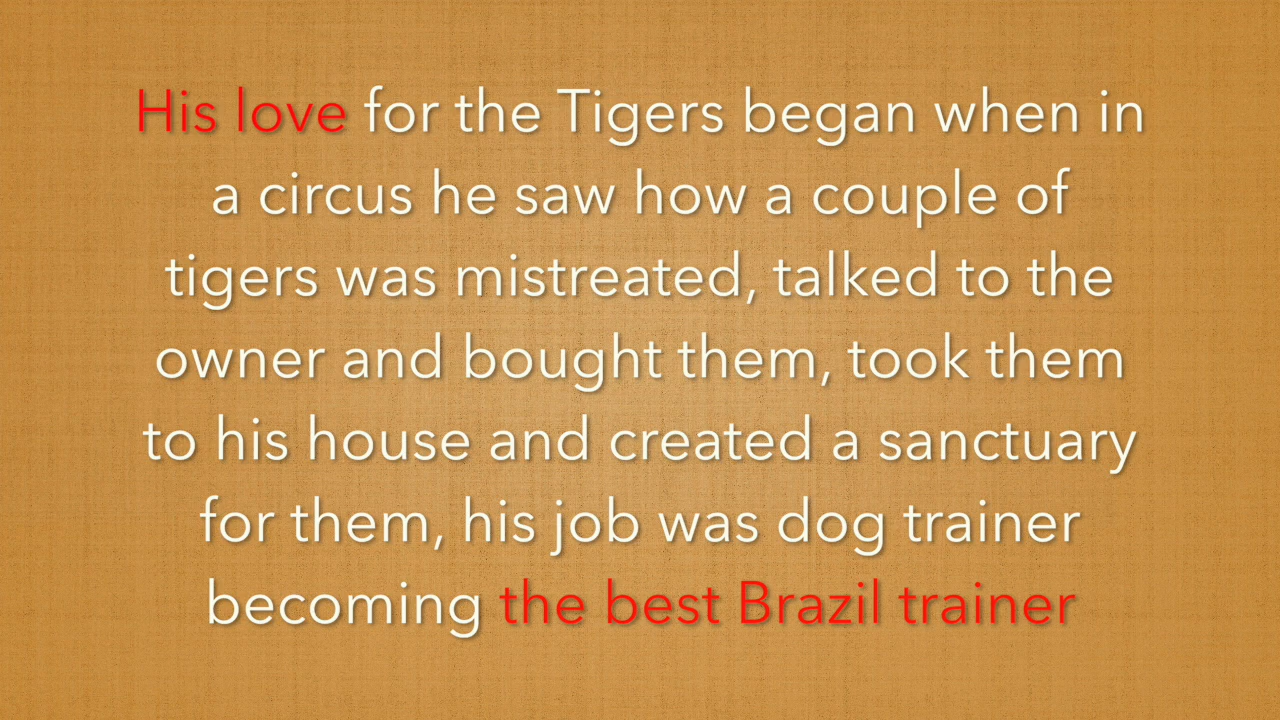 His love for the Tigers began when in
a circus he saw how a couple of
tigers was mistreated, talked to the
owner and bought them, took them
to his house and created a sanctuary
for them, his job was dog trainer
becoming the best Brazil trainer